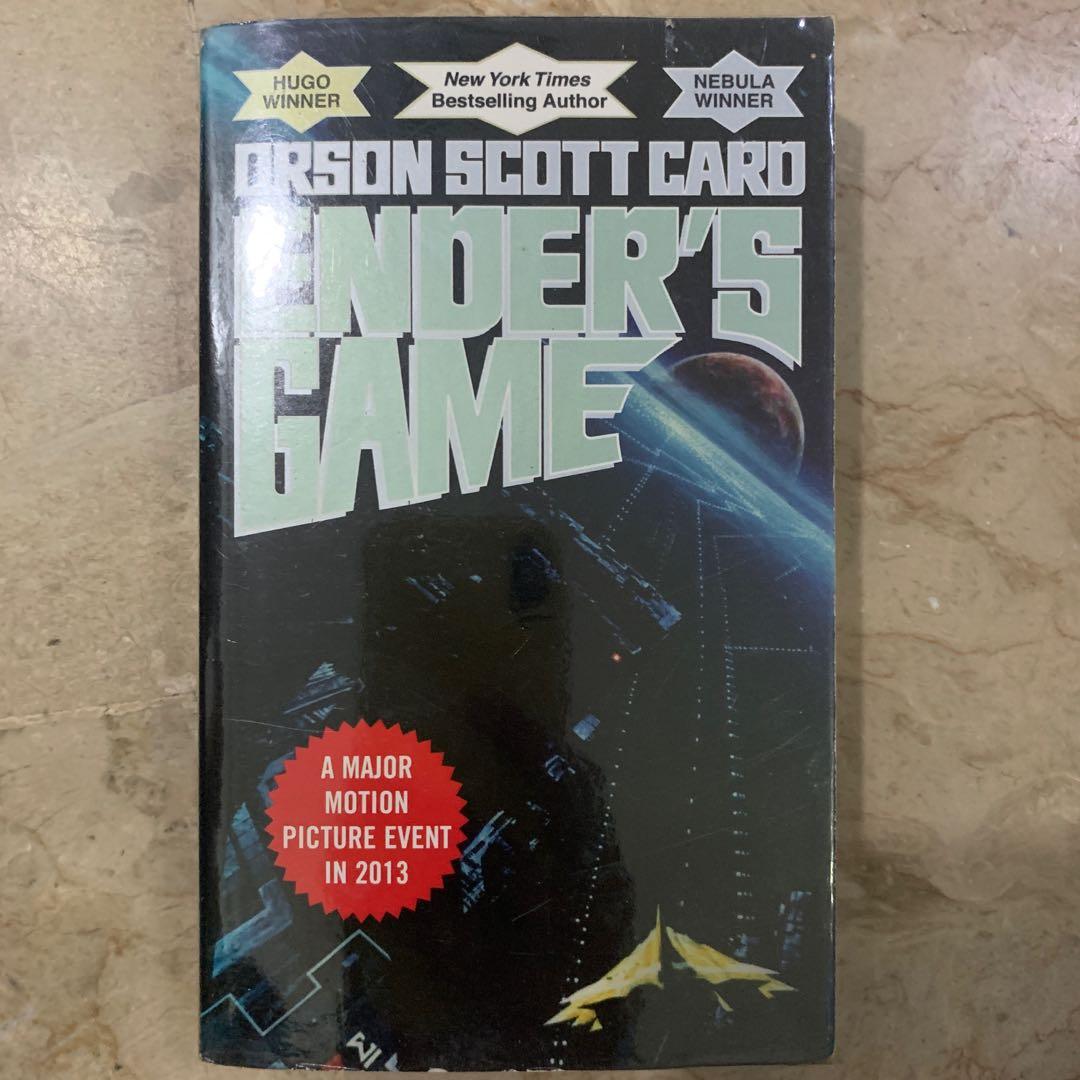 HUGO
WINNER
New York Times
Bestselling Author
NEBULA
WINNER
ORSON SCOTT CARD
ENDER'S
GAME
A MAJOR
MOTION
PICTURE EVENT
IN 2013